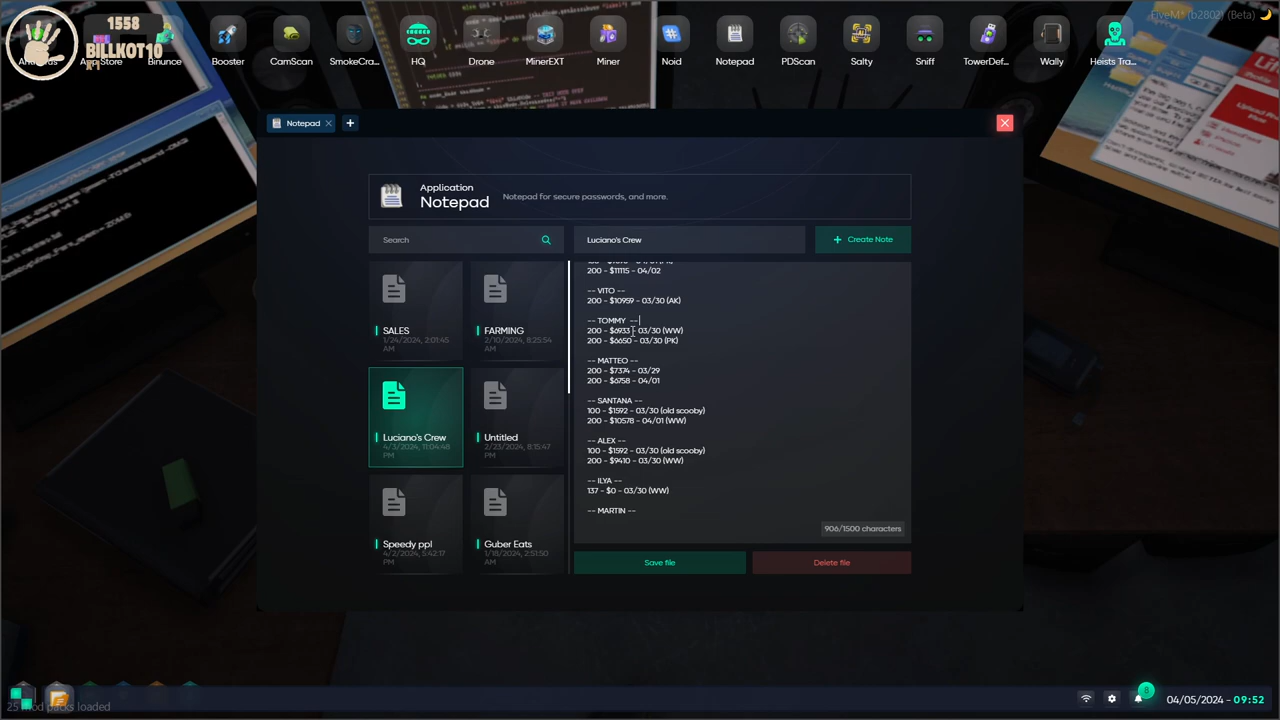 1558
BILLKOT10
FiveM® (b2802) (Beta)
App Store
Binunce
Booster
CamScan
SmokeCra...
HQ
Drone
MinerEXT
Miner
Noid
Notepad
PDScan
Salty
Sniff
TowerDef...
Wally
Heists Tra...
Notepad
Application
Notepad
Notepad for secure passwords, and more.
Search
Luciano's Crew
Create Note
SALES
1/24/2024, 2:01:45 AM
FARMING
2/10/2024, 8:25:54 AM
Luciano's Crew
4/3/2024, 11:04:48 PM
Untitled
2/23/2024, 8:15:47 PM
Speedy ppl
4/2/2024, 5:42:17 PM
Guber Eats
1/18/2024, 2:51:50 AM
200 - $11115 - 04/02
-- VITO --
200 - $10959 - 03/30 (AK)
-- TOMMY --
200 - $6933 - 03/30 (WW)
200 - $6650 - 03/30 (PK)
-- MATTEO --
200 - $7374 - 03/29
200 - $6758 - 04/01
-- SANTANA --
100 - $1592 - 03/30 (old scooby)
200 - $10578 - 04/01 (WW)
-- ALEX --
100 - $1592 - 03/30 (old scooby)
200 - $9410 - 03/30 (WW)
-- ILYA --
137 - $0 - 03/30 (WW)
-- MARTIN --
906/1500 characters
Save file
Delete file
25 mod packs loaded
8
04/05/2024 - 09:52